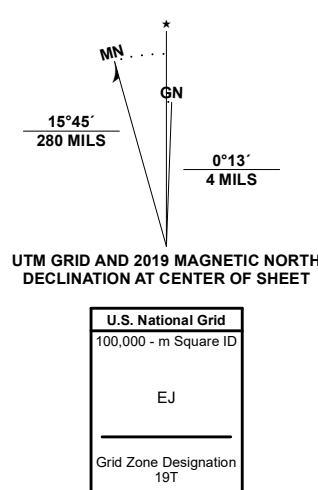 ★
MN
GN
15°45´
280 MILS
0°13´
4 MILS
UTM GRID AND 2019 MAGNETIC NORTH
DECLINATION AT CENTER OF SHEET
U.S. National Grid
100,000 - m Square ID
EJ
Grid Zone Designation
19T